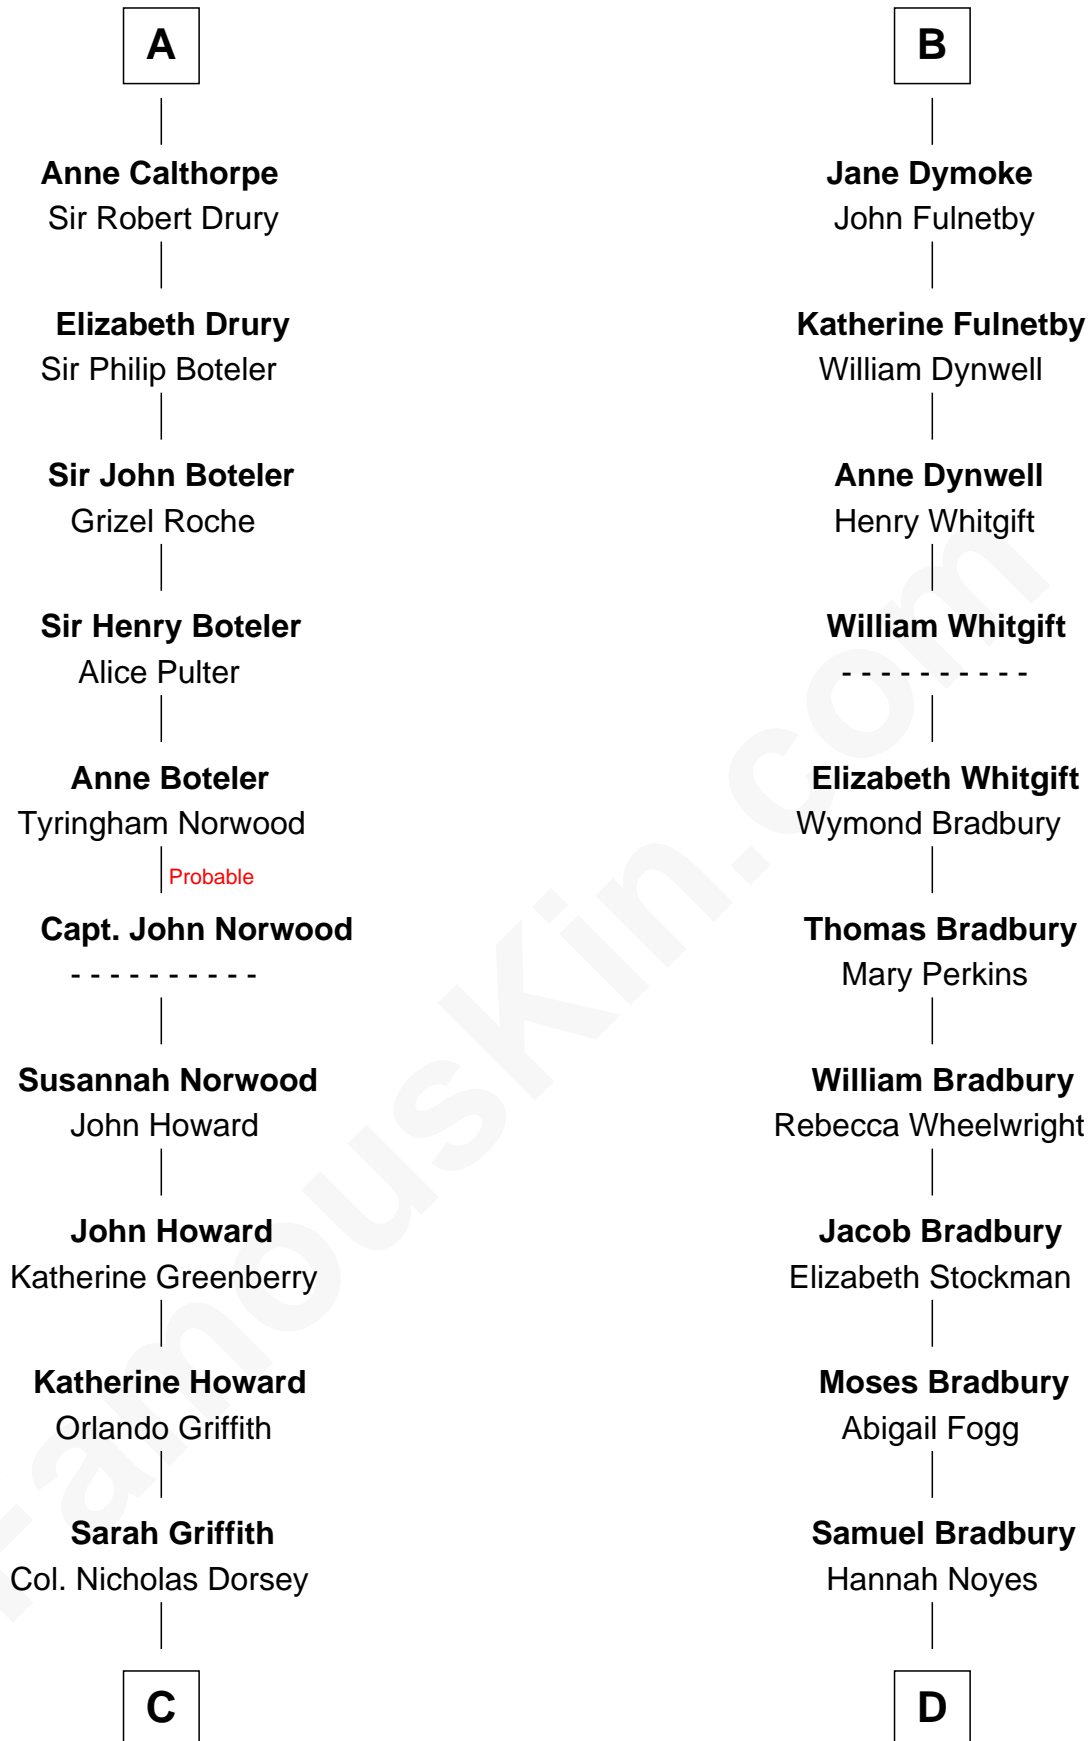 A
Anne Calthorpe
Sir Robert Drury
Elizabeth Drury
Sir Philip Boteler
Sir John Boteler
Grizel Roche
Sir Henry Boteler
Alice Pulter
Anne Boteler
Tyringham Norwood
Probable
Capt. John Norwood
- - - - - - - - - -
Susannah Norwood
John Howard
John Howard
Katherine Greenberry
Katherine Howard
Orlando Griffith
Sarah Griffith
Col. Nicholas Dorsey
C
B
Jane Dymoke
John Fulnetby
Katherine Fulnetby
William Dynwell
Anne Dynwell
Henry Whitgift
William Whitgift
- - - - - - - - - -
Elizabeth Whitgift
Wymond Bradbury
Thomas Bradbury
Mary Perkins
William Bradbury
Rebecca Wheelwright
Jacob Bradbury
Elizabeth Stockman
Moses Bradbury
Abigail Fogg
Samuel Bradbury
Hannah Noyes
D
FamousKin.com